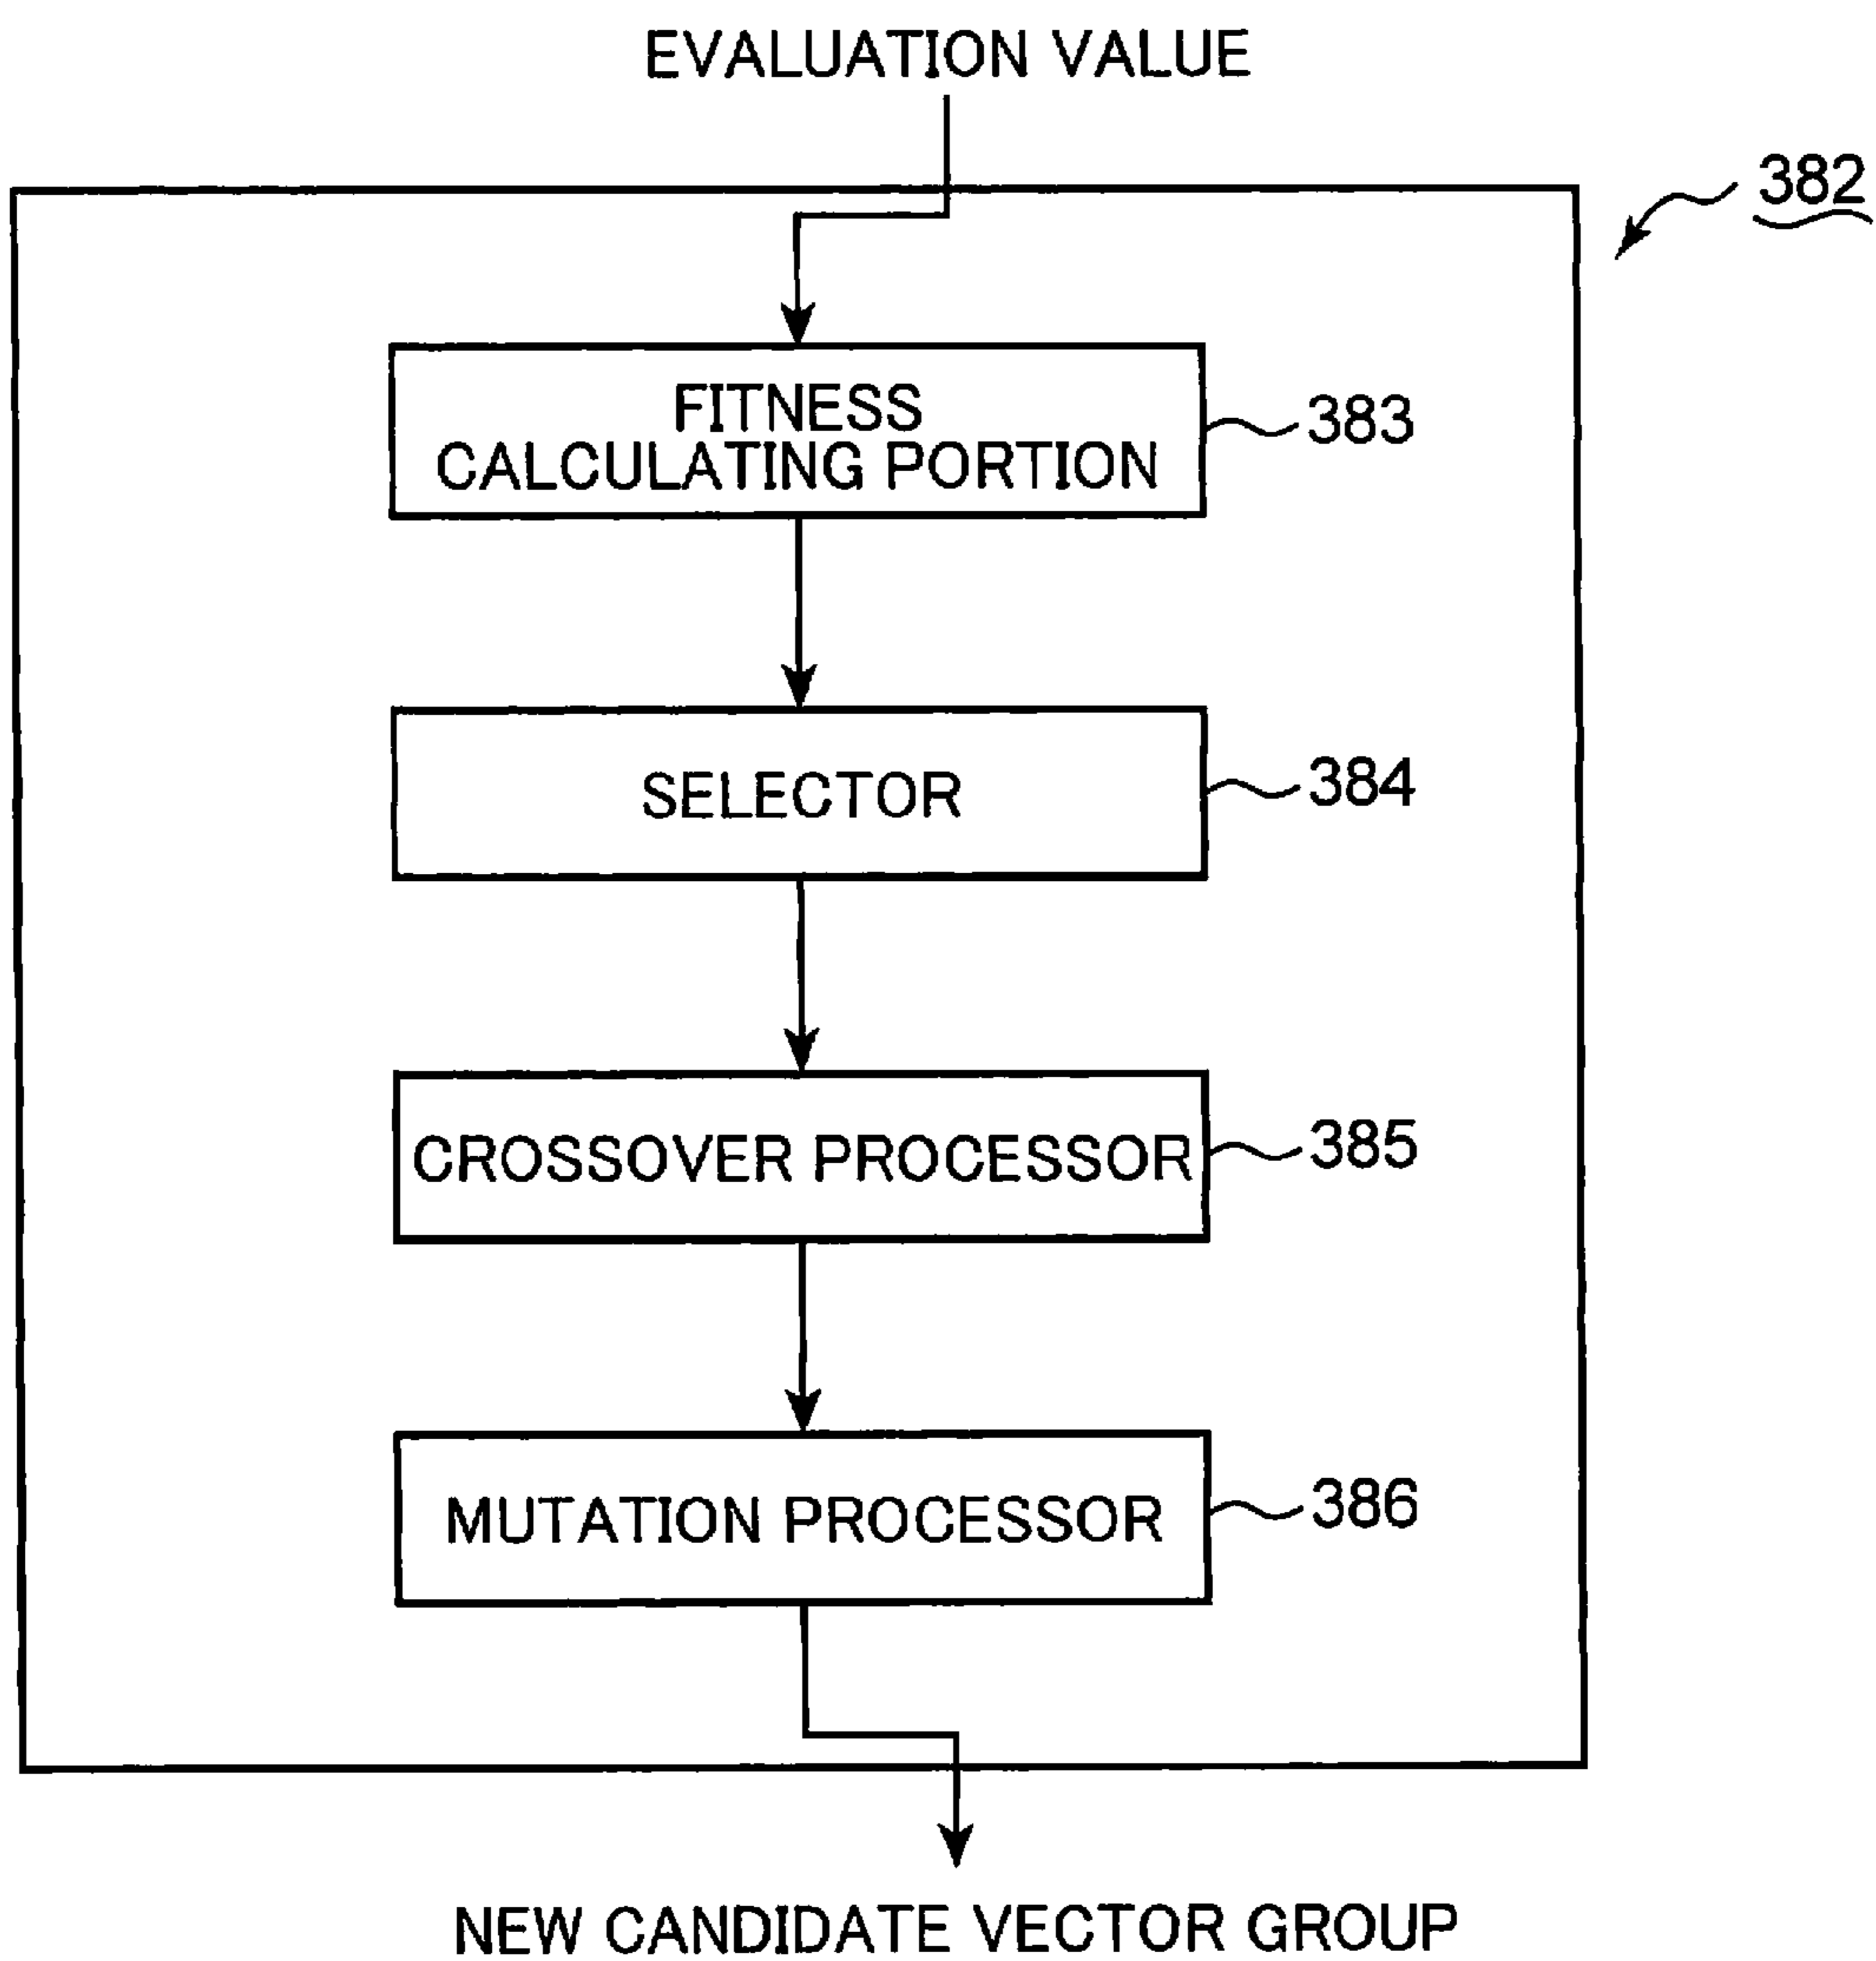 EVALUATION VALUE
382
FITNESS
CALCULATING PORTION
383
SELECTOR
384
CROSSOVER PROCESSOR
385
MUTATION PROCESSOR
386
NEW CANDIDATE VECTOR GROUP